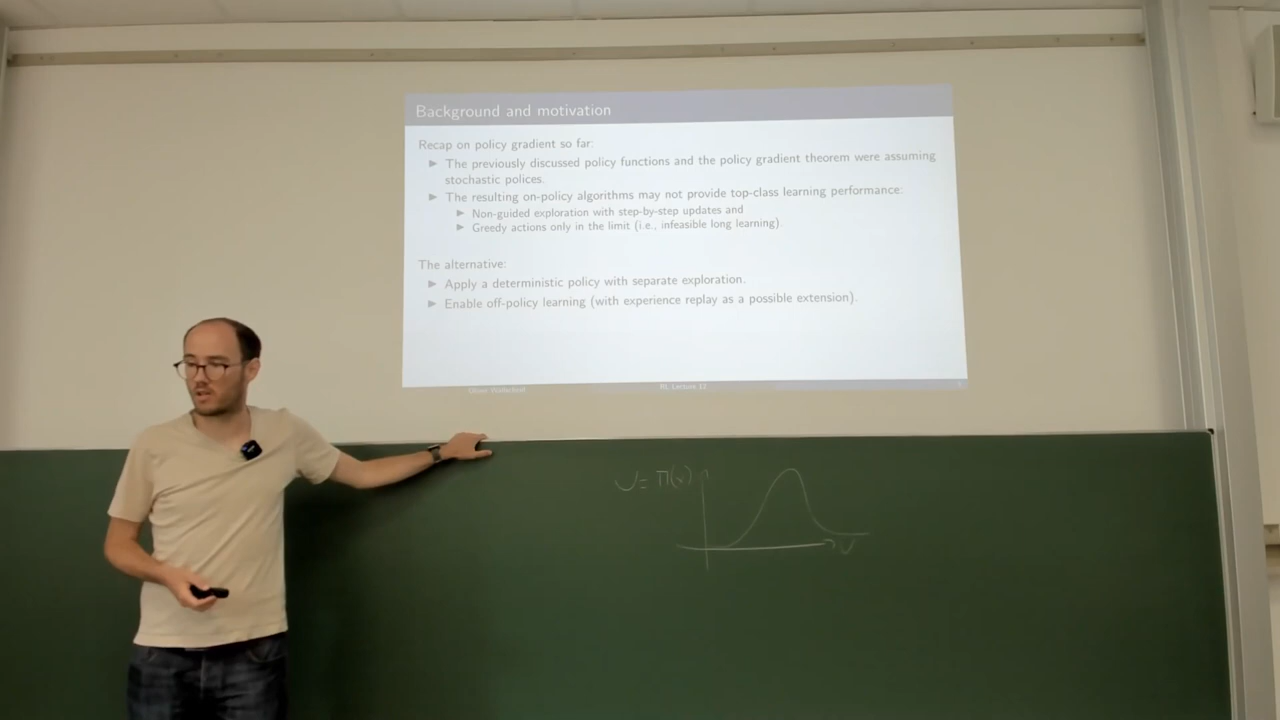 Background and motivation
Recap on policy gradient so far:
► The previously discussed policy functions and the policy gradient theorem were assuming
stochastic polices.
► The resulting on-policy algorithms may not provide top-class learning performance:
► Non-guided exploration with step-by-step updates and
► Greedy actions only in the limit (i.e., infeasible long learning).
The alternative:
► Apply a deterministic policy with separate exploration.
► Enable off-policy learning (with experience replay as a possible extension).
RL Lecture 12